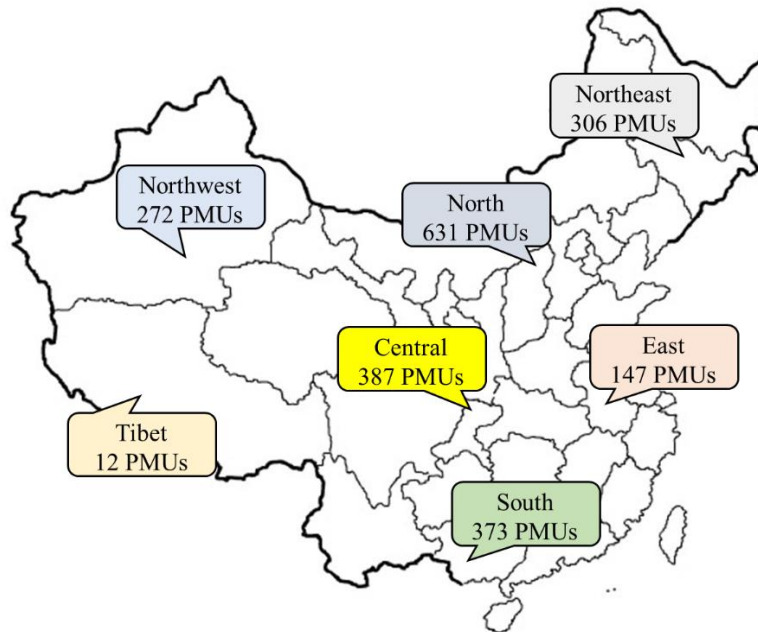 Northeast
306 PMUs
Northwest
272 PMUs
North
631 PMUs
Central
387 PMUs
East
147 PMUs
Tibet
12 PMUs
South
373 PMUs